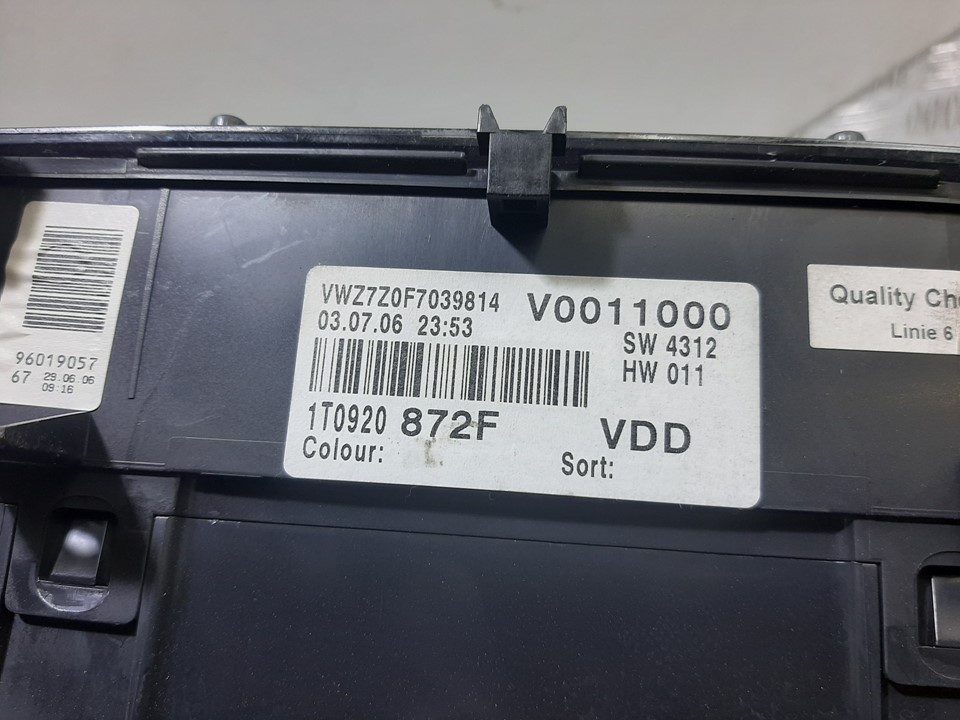 96019057
67 29.06.06
09:16
VWZ7Z0F7039814 V0011000
03.07.06 23:53 SW 4312
HW 011
1T0920 872F VDD
Colour: Sort:
Quality
Linie 6